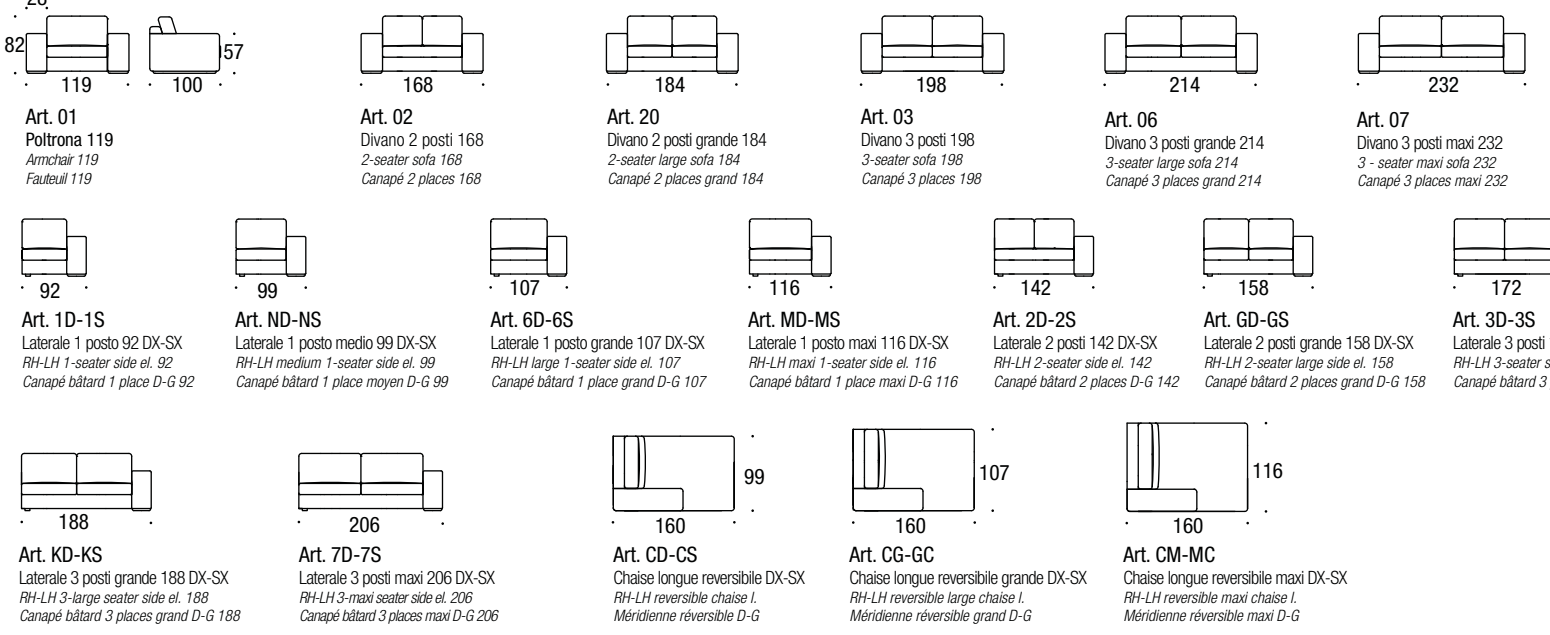 82
119
100
57
168
184
198
214
232
Art. 01
Poltrona 119
Armchair 119
Fauteuil 119
Art. 02
Divano 2 posti 168
2-seater sofa 168
Canapé 2 places 168
Art. 20
Divano 2 posti grande 184
2-seater large sofa 184
Canapé 2 places grand 184
Art. 03
Divano 3 posti 198
3-seater sofa 198
Canapé 3 places 198
Art. 06
Divano 3 posti grande 214
3-seater large sofa 214
Canapé 3 places grand 214
Art. 07
Divano 3 posti maxi 232
3 - seater maxi sofa 232
Canapé 3 places maxi 232
92
99
107
116
142
158
172
Art. 1D-1S
Laterale 1 posto 92 DX-SX
RH-LH 1-seater side el. 92
Canapé bâtard 1 place D-G 92
Art. ND-NS
Laterale 1 posto medio 99 DX-SX
RH-LH medium 1-seater side el. 99
Canapé bâtard 1 place moyen D-G 99
Art. 6D-6S
Laterale 1 posto grande 107 DX-SX
RH-LH large 1-seater side el. 107
Canapé bâtard 1 place grand D-G 107
Art. MD-MS
Laterale 1 posto maxi 116 DX-SX
RH-LH maxi 1-seater side el. 116
Canapé bâtard 1 place maxi D-G 116
Art. 2D-2S
Laterale 2 posti 142 DX-SX
RH-LH 2-seater side el. 142
Canapé bâtard 2 places D-G 142
Art. GD-GS
Laterale 2 posti grande 158 DX-SX
RH-LH 2-seater large side el. 158
Canapé bâtard 2 places grand D-G 158
Art. 3D-3S
Laterale 3 posti
RH-LH 3-seater s
Canapé bâtard 3
188
206
160
99
160
107
160
116
Art. KD-KS
Laterale 3 posti grande 188 DX-SX
RH-LH 3-large seater side el. 188
Canapé bâtard 3 places grand D-G 188
Art. 7D-7S
Laterale 3 posti maxi 206 DX-SX
RH-LH 3-maxi seater side el. 206
Canapé bâtard 3 places maxi D-G 206
Art. CD-CS
Chaise longue reversibile DX-SX
RH-LH reversible chaise l.
Méridienne réversible D-G
Art. CG-GC
Chaise longue reversibile grande DX-SX
RH-LH reversible large chaise l.
Méridienne réversible grand D-G
Art. CM-MC
Chaise longue reversibile maxi DX-SX
RH-LH reversible maxi chaise l.
Méridienne réversible maxi D-G